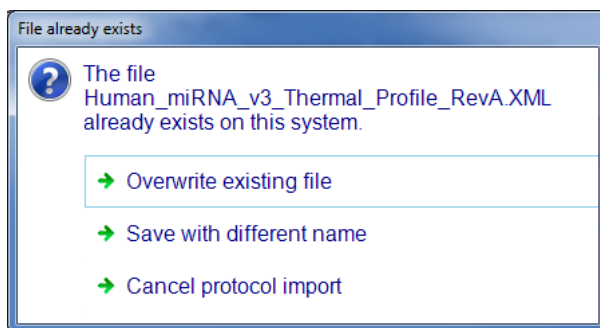 File already exists
The file
Human_miRNA_v3_Thermal_Profile_RevA.XML
already exists on this system.
Overwrite existing file
Save with different name
Cancel protocol import